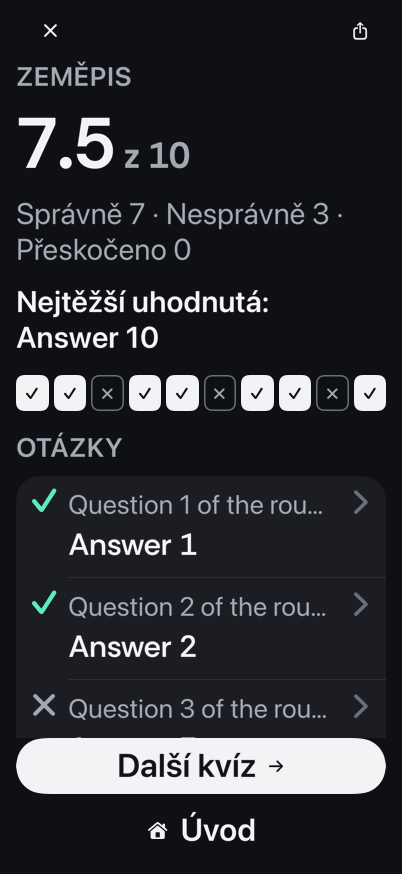 ZEMĚPIS
7.5 z 10
Správně 7 · Nesprávně 3 ·
Přeskočeno 0
Nejtěžší uhodnutá:
Answer 10
OTÁZKY
Question 1 of the rou...
Answer 1
Question 2 of the rou...
Answer 2
Question 3 of the rou...
Další kvíz →
Úvod